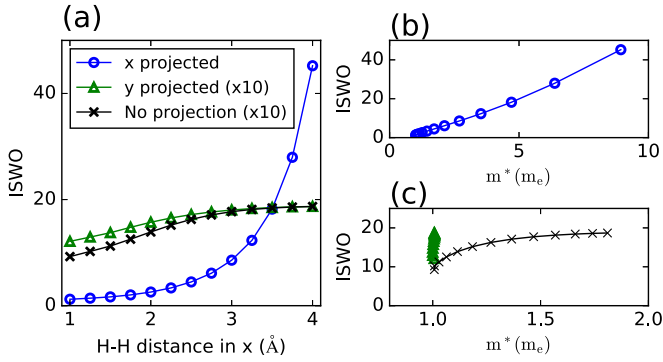 (a)
ISWO
40
20
0
x projected
y projected (x10)
No projection (x10)
1
2
3
4
H-H distance in x (Å)
(b)
ISWO
40
20
0
0
5
10
m*(mₑ)
(c)
ISWO
20
10
0
1.0
1.5
2.0
m*(mₑ)